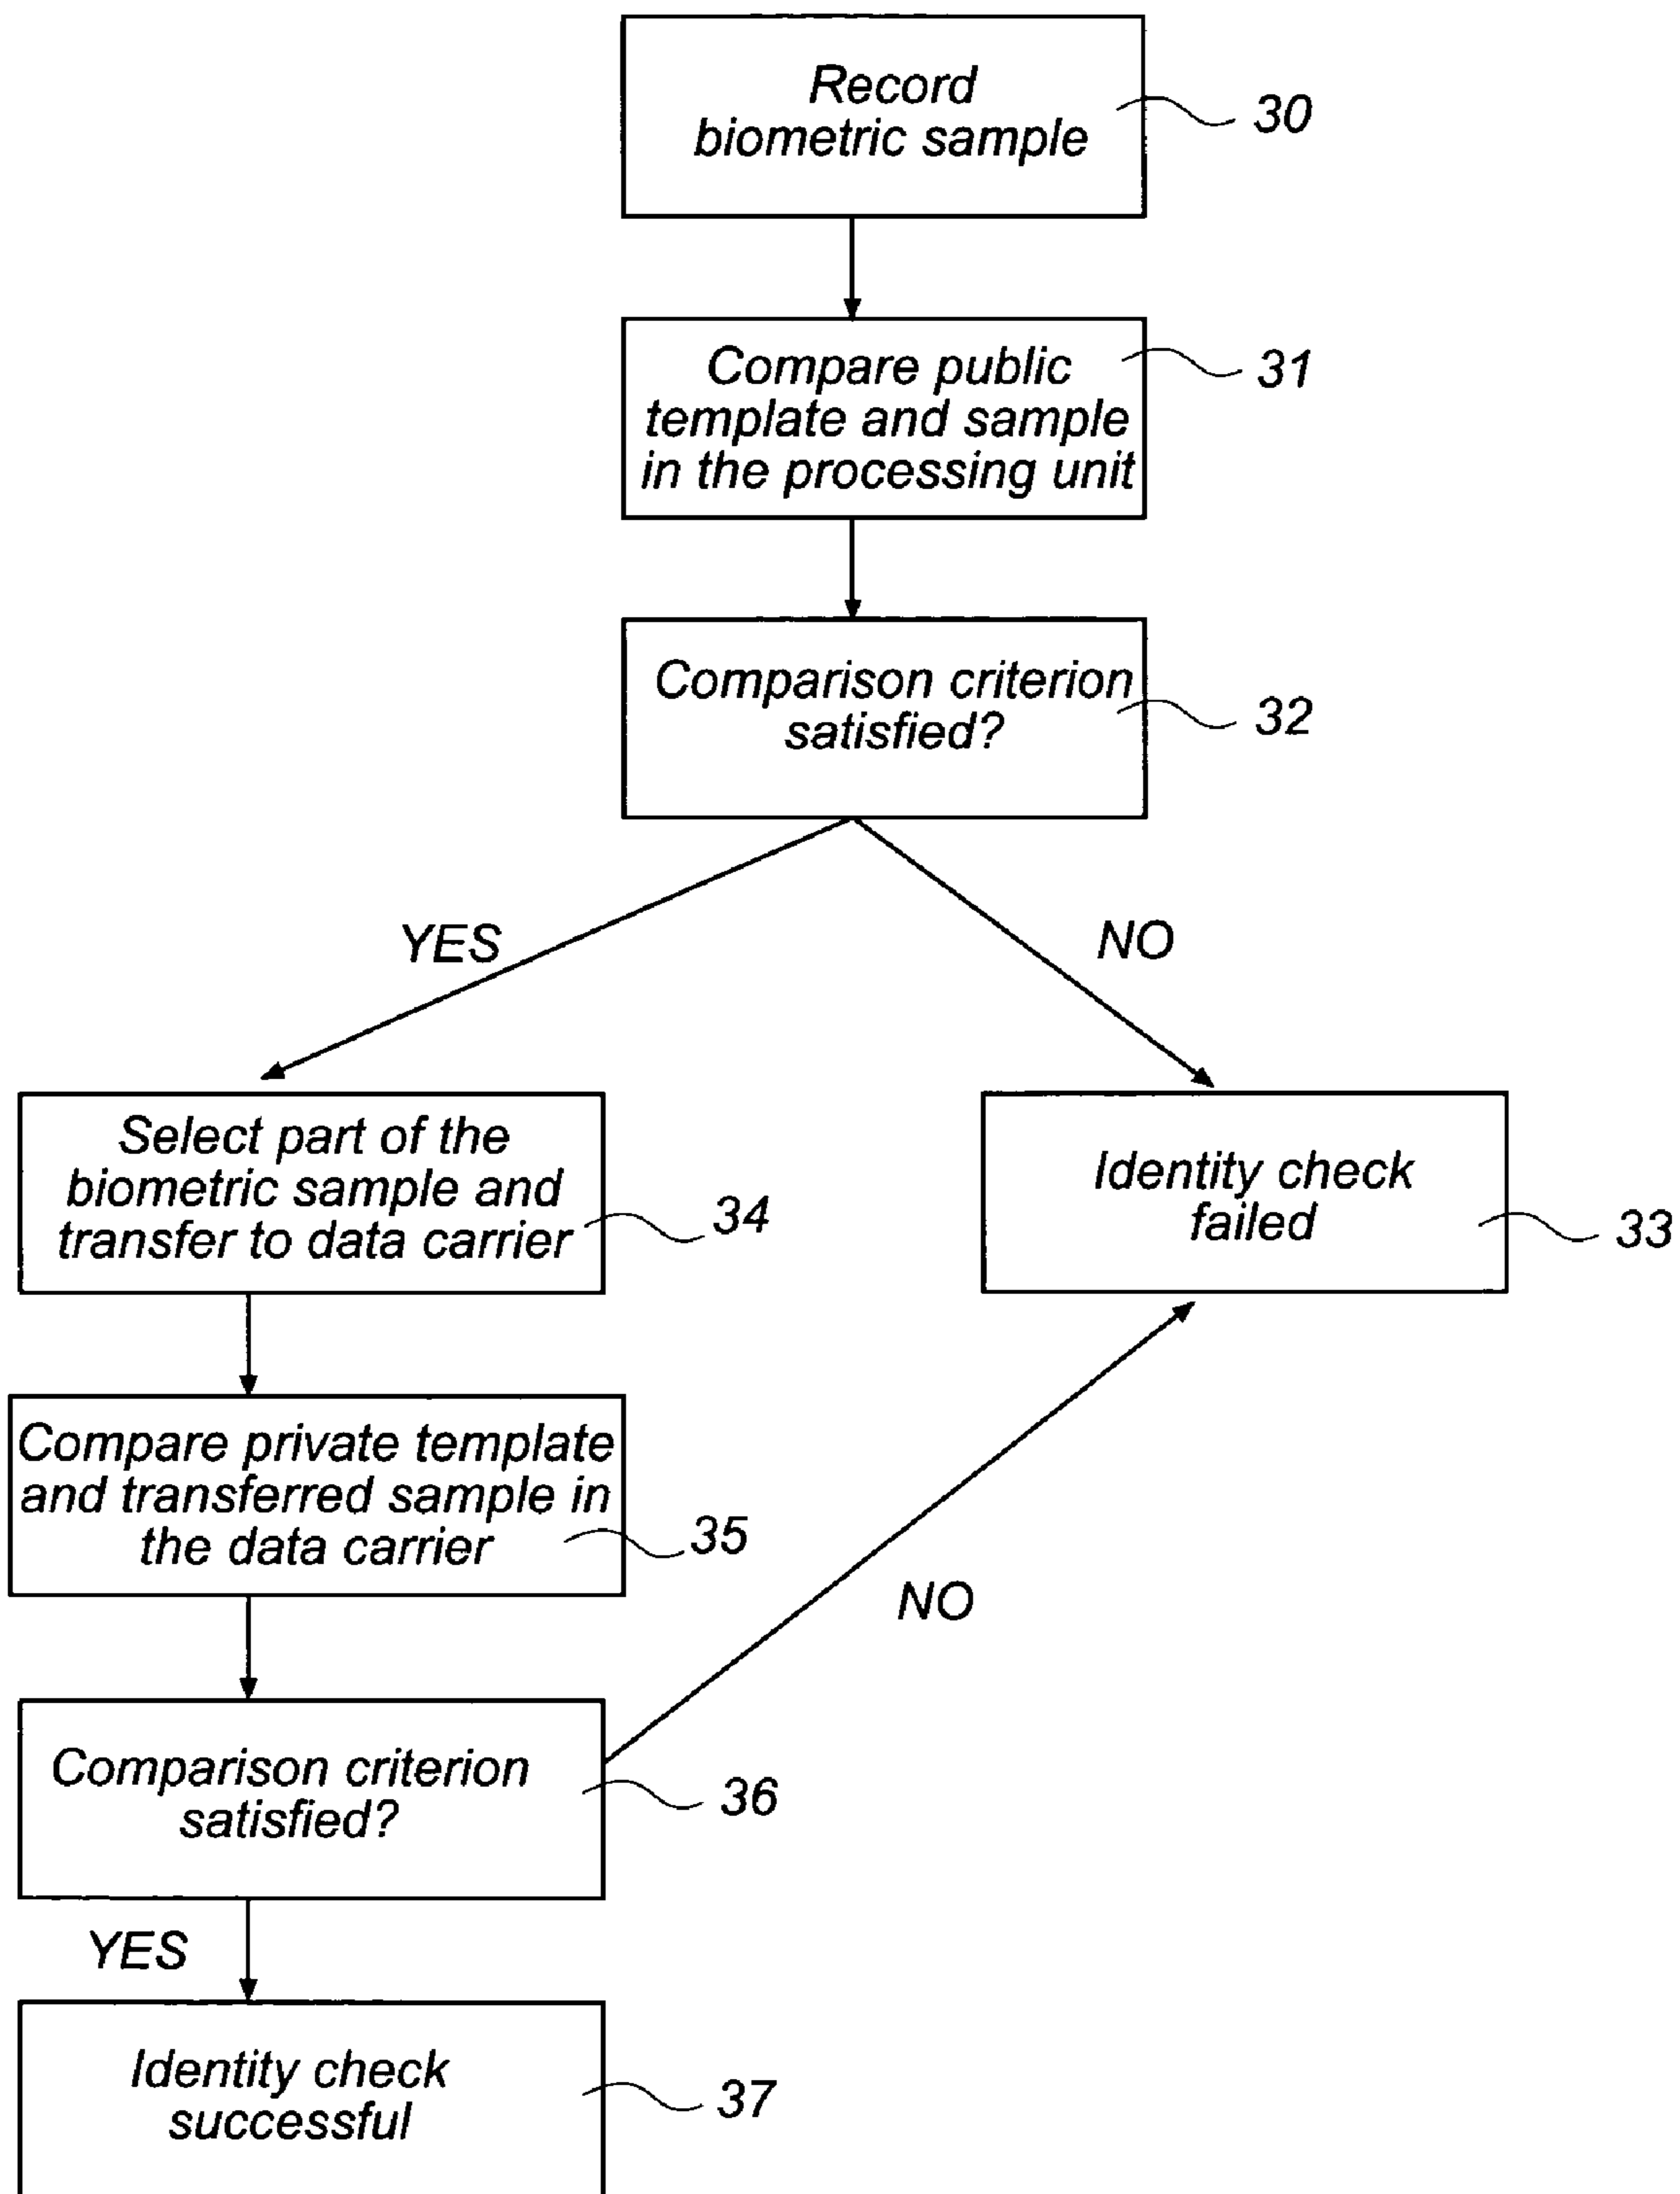 Record
biometric sample
30
Compare public
template and sample
in the processing unit
31
Comparison criterion
satisfied?
32
YES
NO
Select part of the
biometric sample and
transfer to data carrier
34
Identity check
failed
33
Compare private template
and transferred sample in
the data carrier
35
NO
Comparison criterion
satisfied?
36
YES
Identity check
successful
37